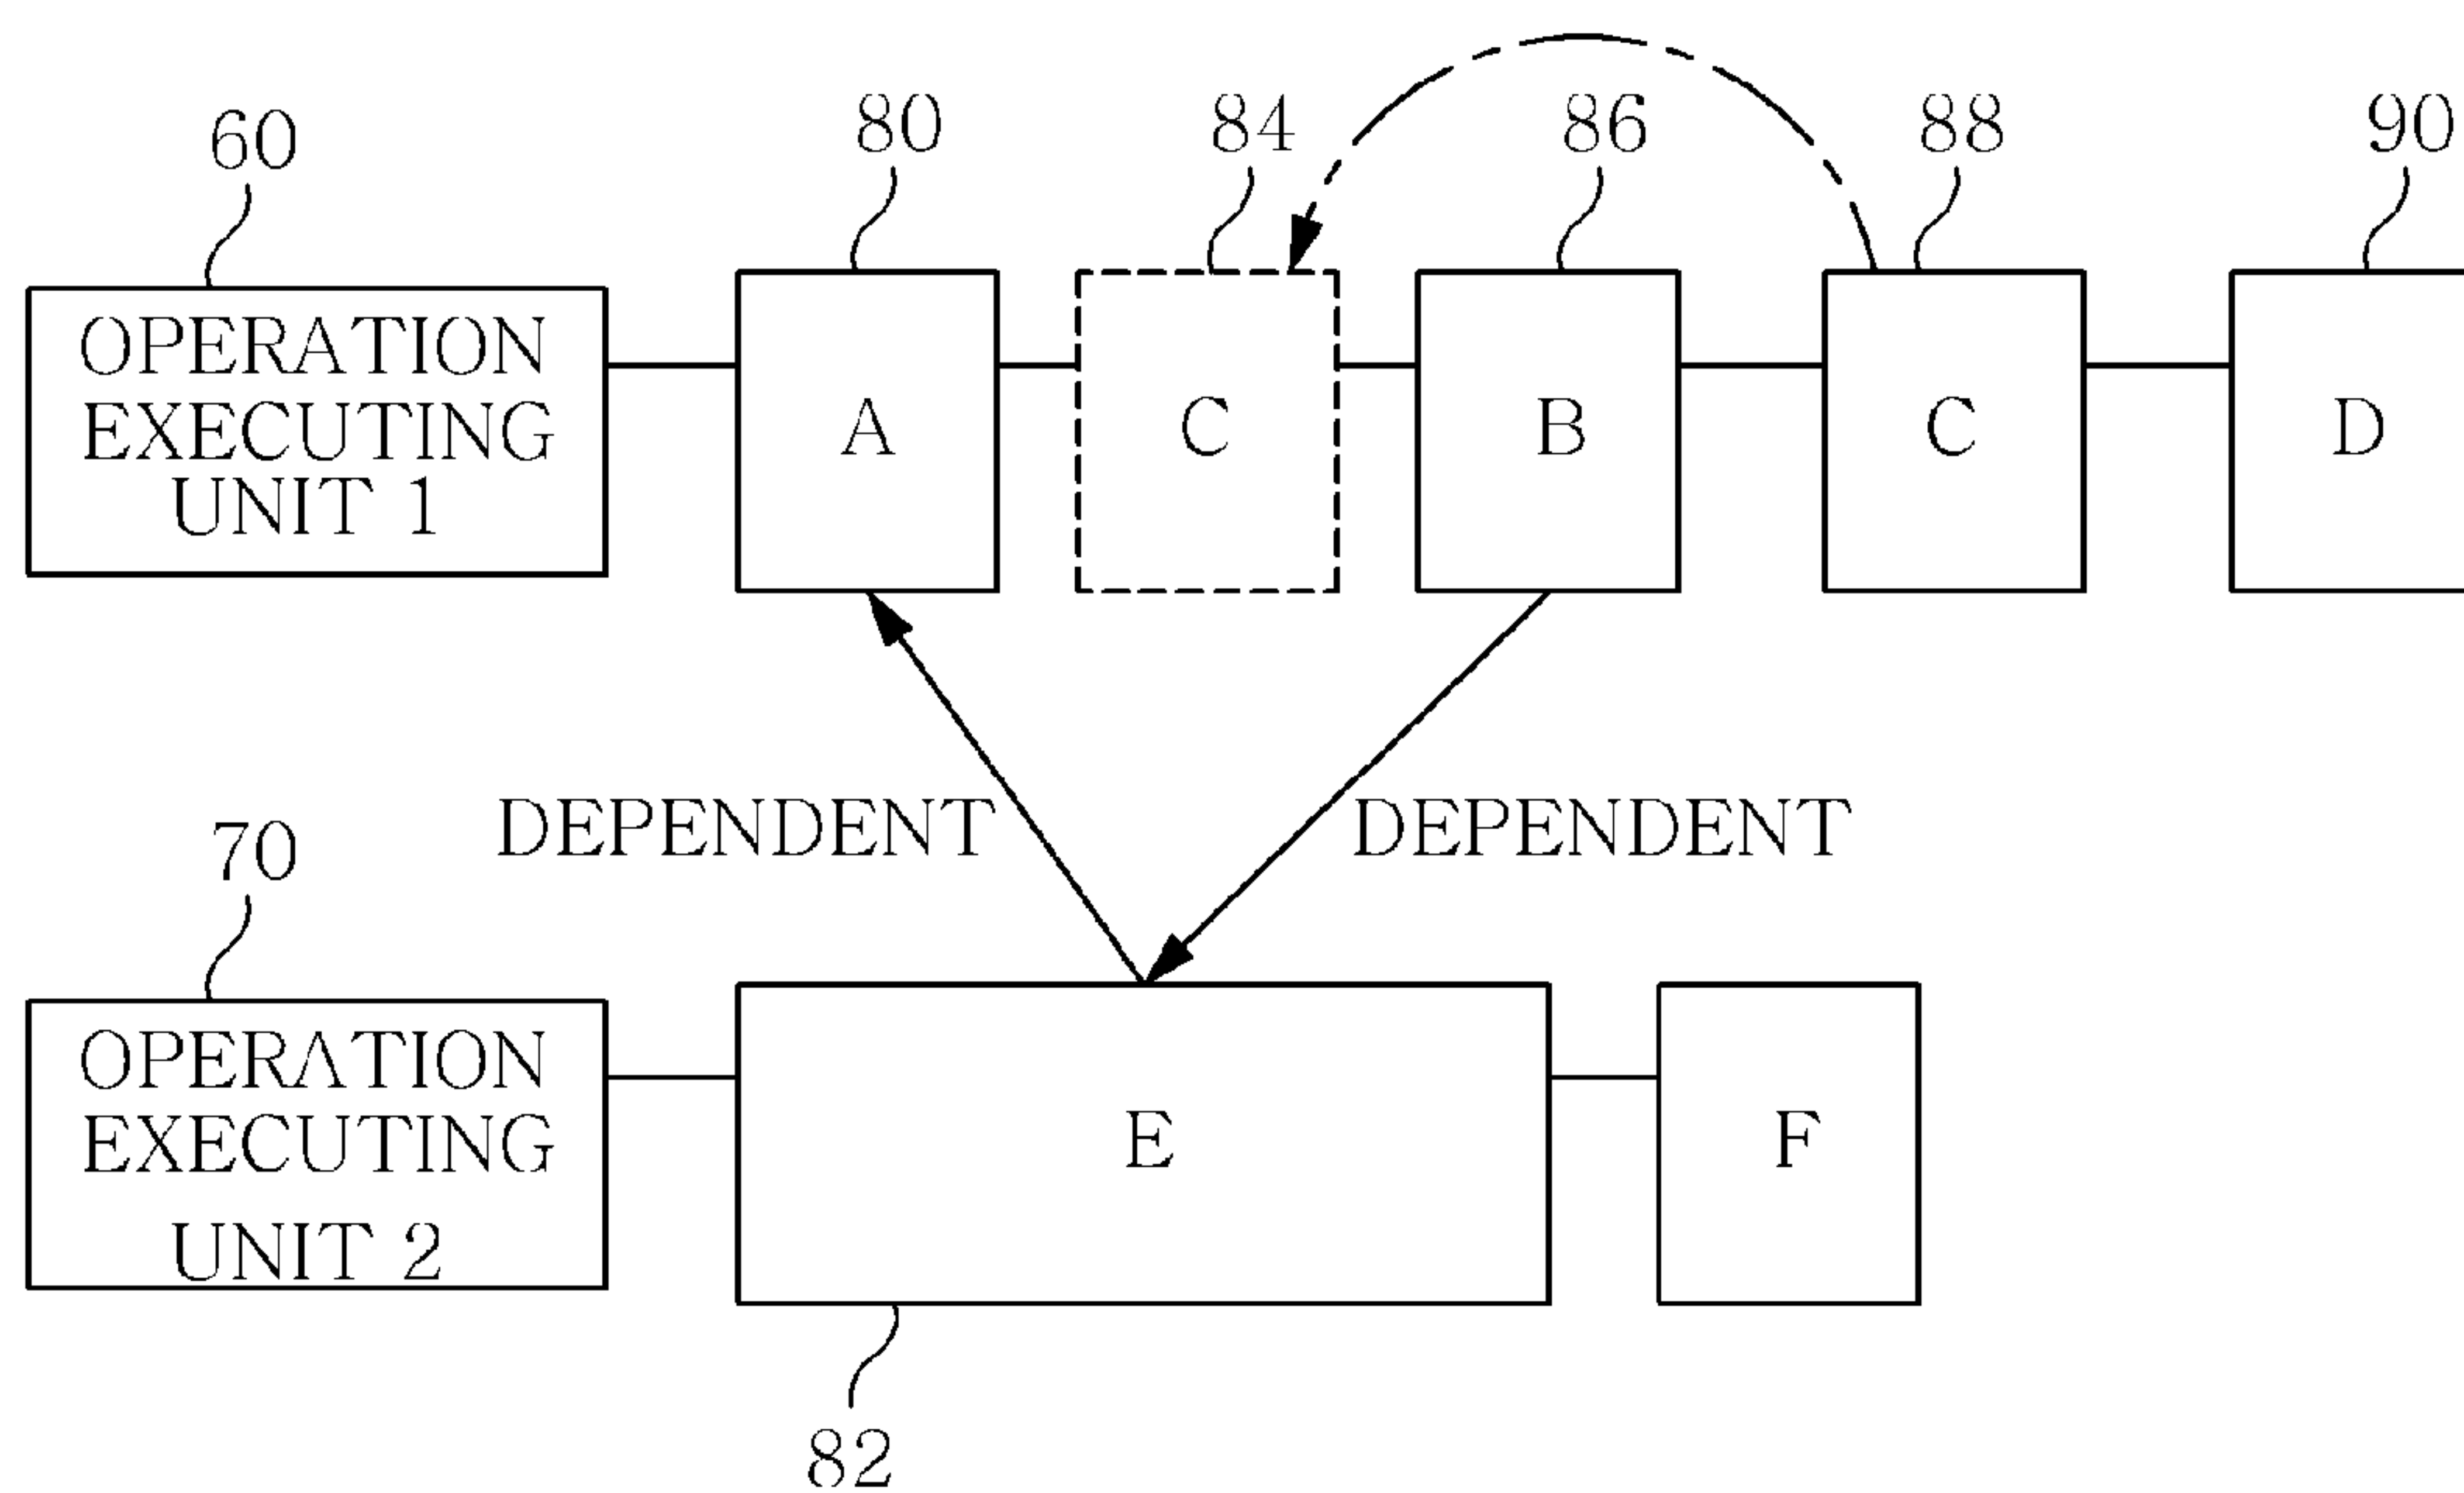 60
80
84
86
88
90
OPERATION
EXECUTING
UNIT 1
A
C
B
C
D
DEPENDENT
DEPENDENT
70
OPERATION
EXECUTING
UNIT 2
E
F
82